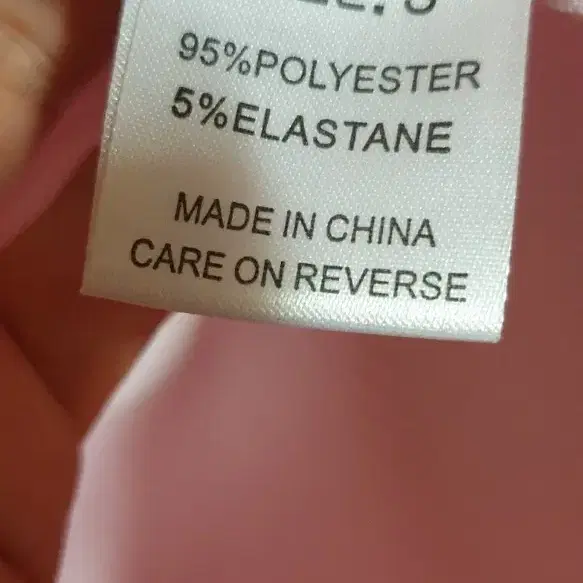 95%POLYESTER
5%ELASTANE
MADE IN CHINA
CARE ON REVERSE